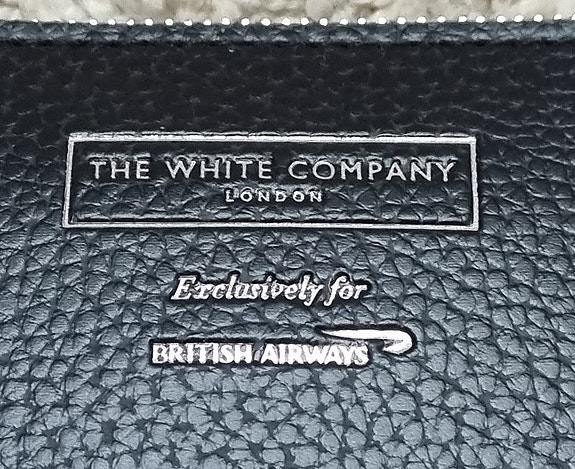 THE WHITE COMPANY
LONDON
Exclusively for
BRITISH AIRWAYS